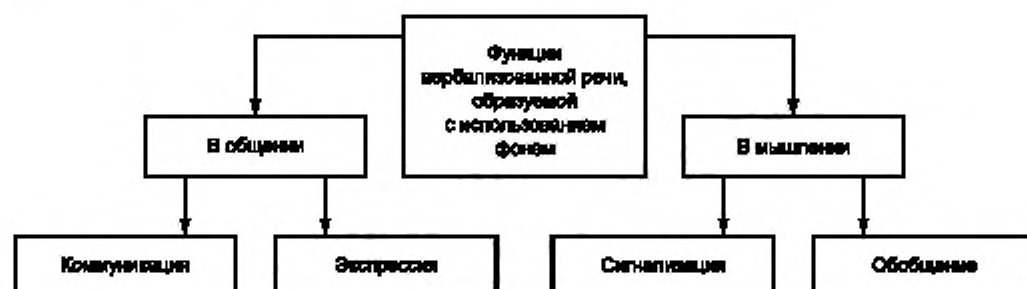 Функции
вербализованной речи,
образуемой
с использованием
фонем
В общении
В мышлении
Коммуникация
Экспрессия
Сигнализация
Обобщение